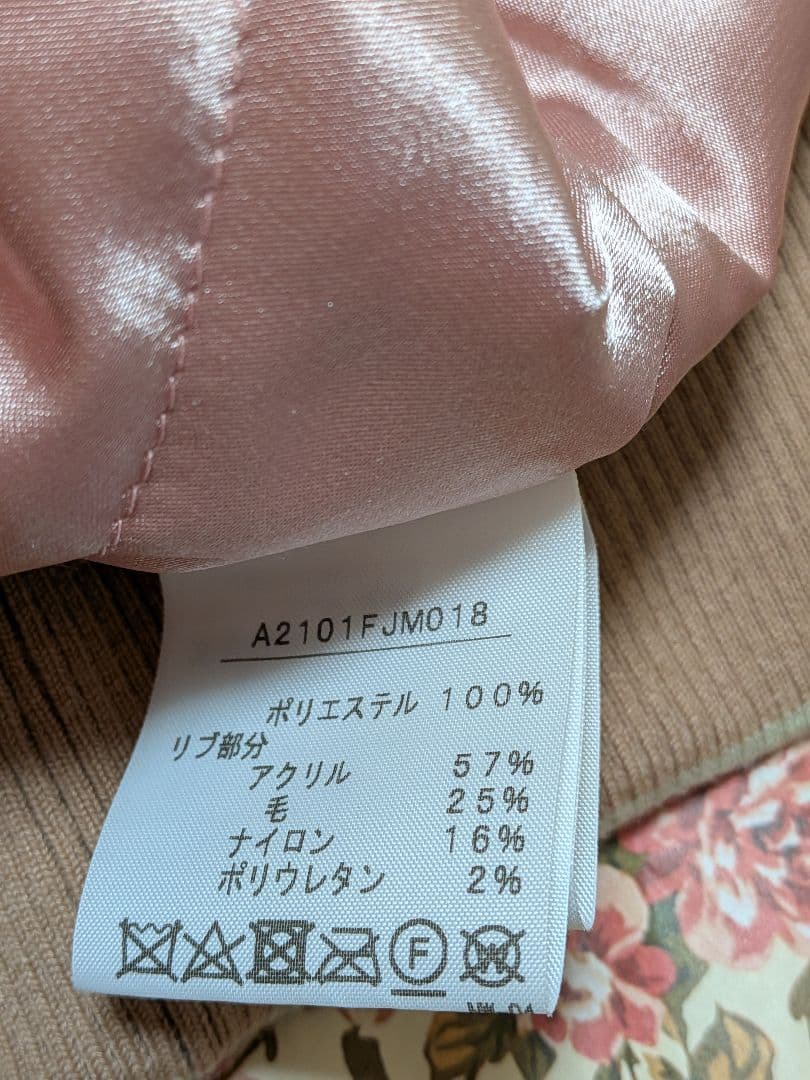 A2101FJM018
ポリエステル 100%
リブ部分
アクリル 57%
毛 25%
ナイロン 16%
ポリウレタン 2%
F W